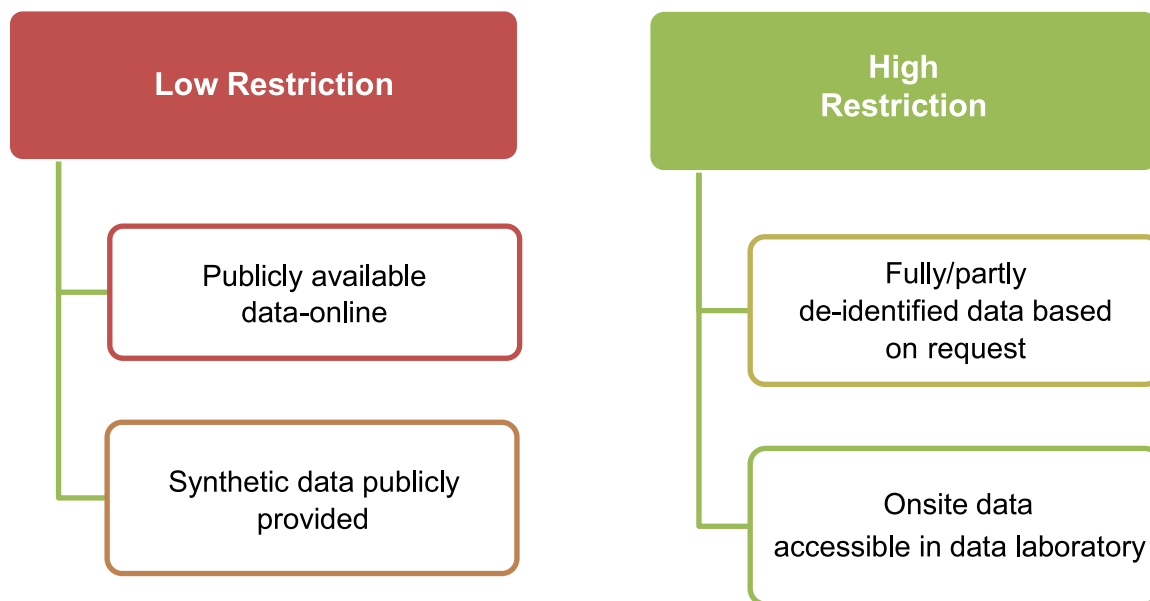 Low Restriction
Publicly available
data-online
Synthetic data publicly
provided
High
Restriction
Fully/partly
de-identified data based
on request
Onsite data
accessible in data laboratory